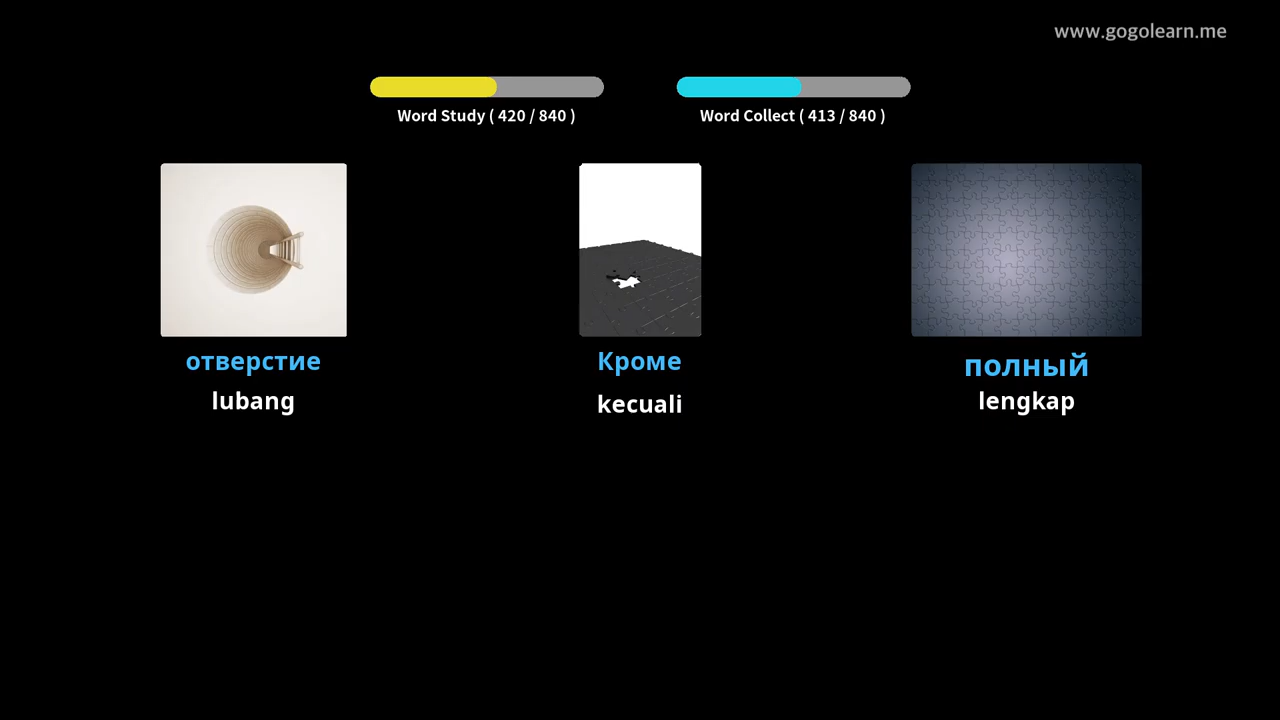 www.gogolearn.me
Word Study ( 420 / 840 )
Word Collect ( 413 / 840 )
отверстие
lubang
Кроме
kecuali
полный
lengkap